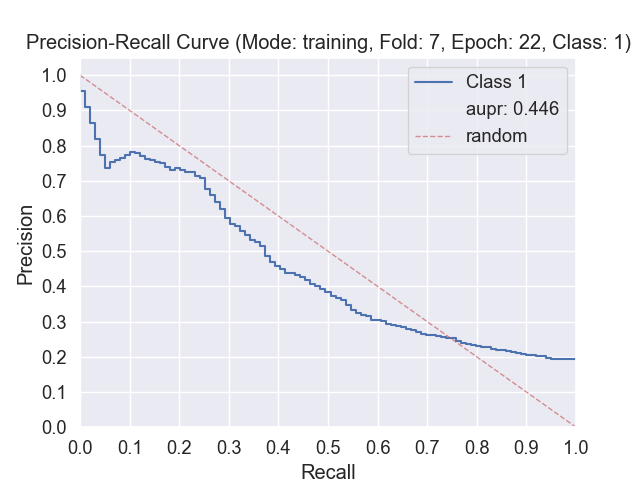 Precision-Recall Curve (Mode: training, Fold: 7, Epoch: 22, Class: 1)
1.0
0.9
0.8
0.7
0.6
0.5
0.4
0.3
0.2
0.1
0.0
Precision
Class 1
aupr: 0.446
random
0.0 0.1 0.2 0.3 0.4 0.5 0.6 0.7 0.8 0.9 1.0
Recall